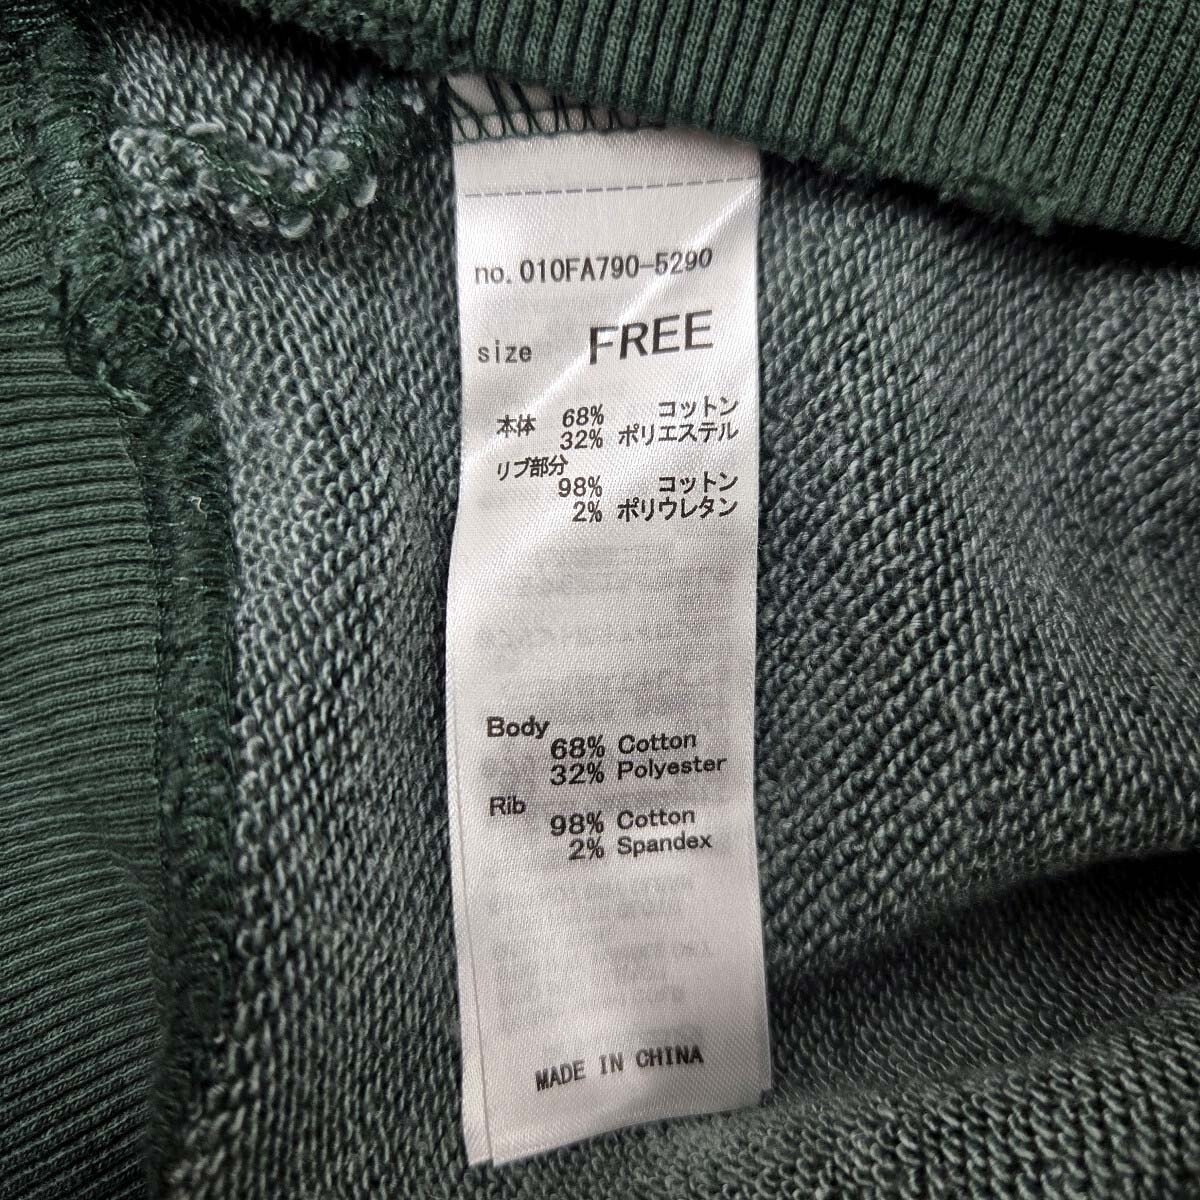 no. 010FA790-5290
size FREE
本体 68% コットン
32% ポリエステル
リブ部分
98% コットン
2% ポリウレタン
Body
68% Cotton
32% Polyester
Rib
98% Cotton
2% Spandex
MADE IN CHINA